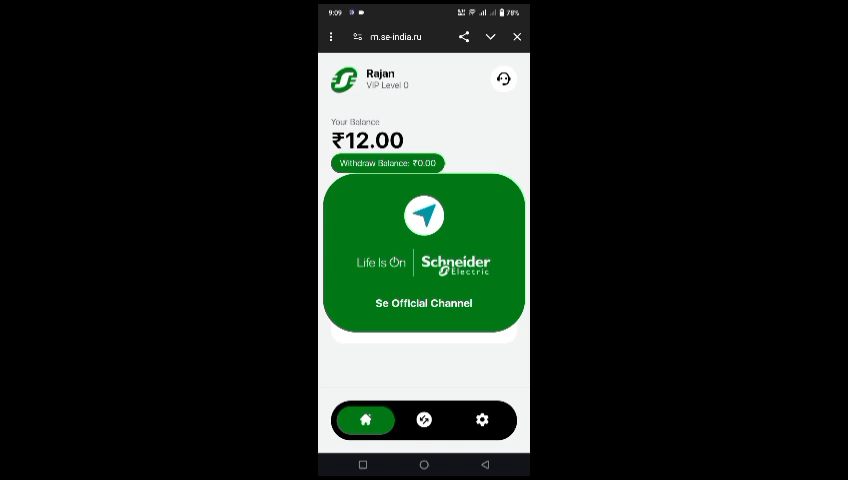 9:09
78%
m.se-india.ru
Rajan
VIP Level 0
Your Balance
₹12.00
Withdraw Balance: ₹0.00
Life Is On
Schneider
Electric
Se Official Channel